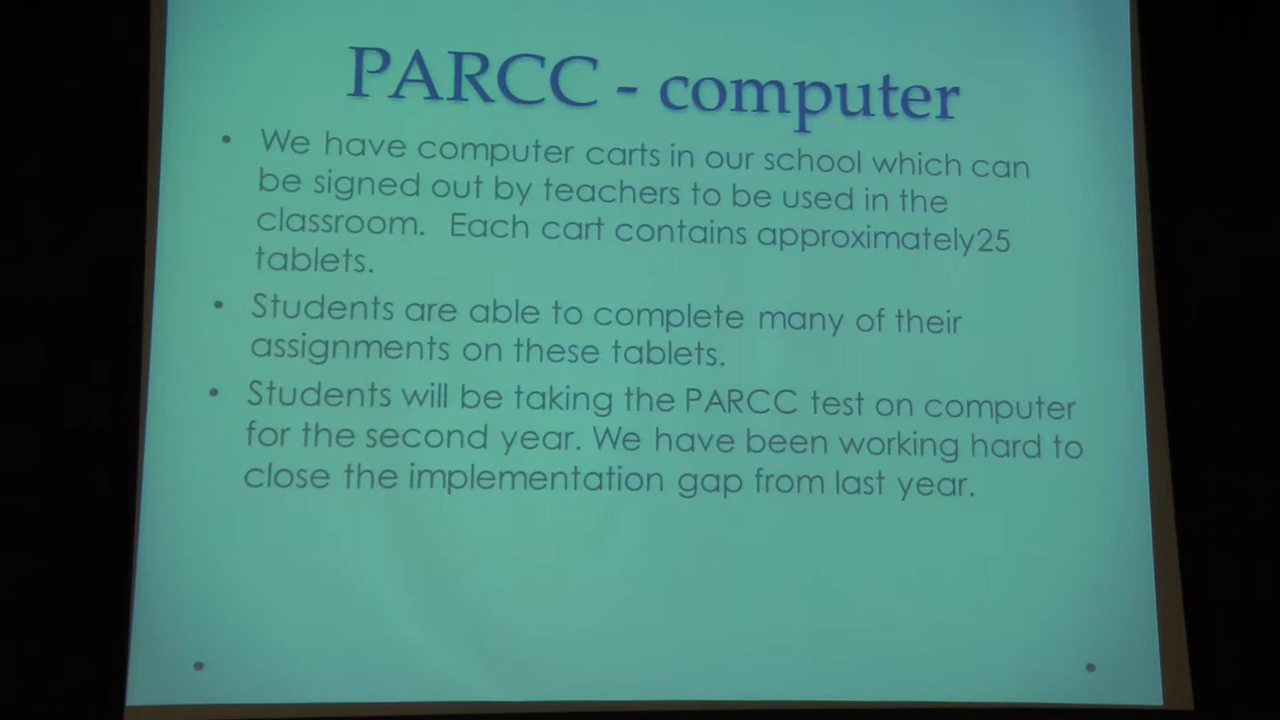 PARCC - computer
• We have computer carts in our school which can
be signed out by teachers to be used in the
classroom.  Each cart contains approximately25
tablets.
• Students are able to complete many of their
assignments on these tablets.
• Students will be taking the PARCC test on computer
for the second year. We have been working hard to
close the implementation gap from last year.